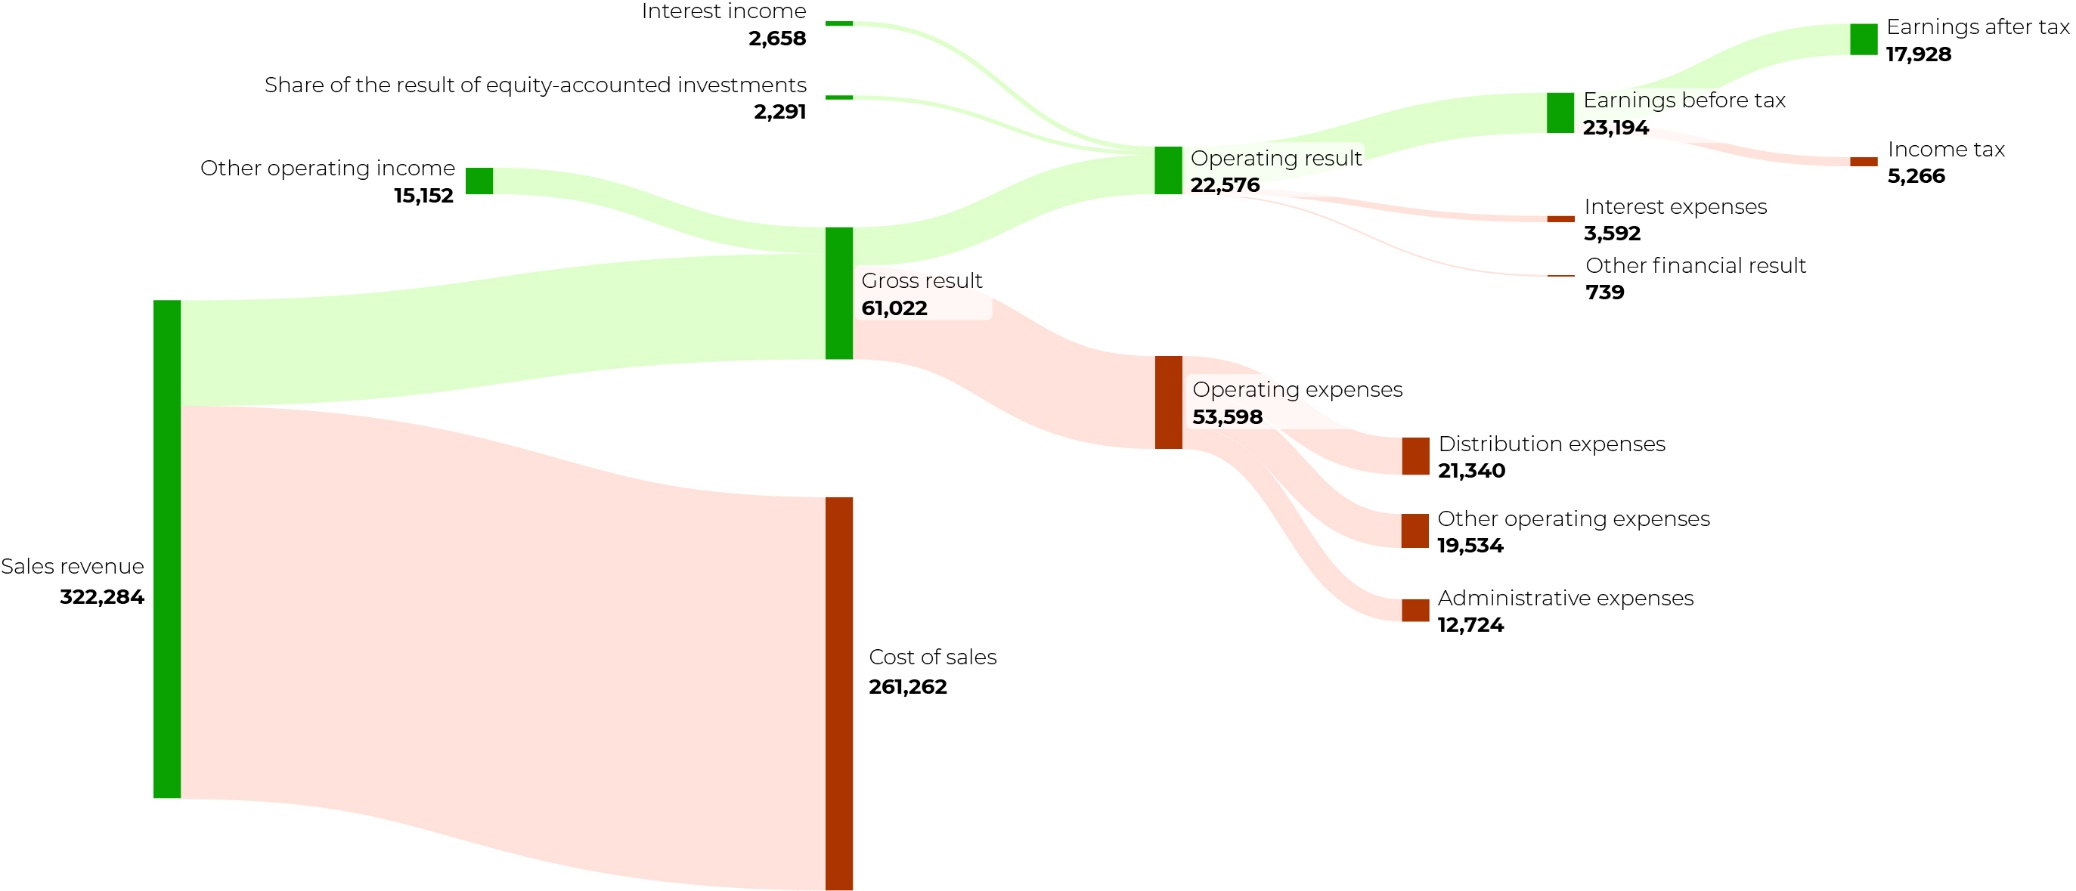 Interest income
2,658
Share of the result of equity-accounted investments
2,291
Other operating income
15,152
Sales revenue
322,284
Gross result
61,022
Cost of sales
261,262
Operating result
22,576
Operating expenses
53,598
Distribution expenses
21,340
Other operating expenses
19,534
Administrative expenses
12,724
Earnings before tax
23,194
Interest expenses
3,592
Other financial result
739
Earnings after tax
17,928
Income tax
5,266